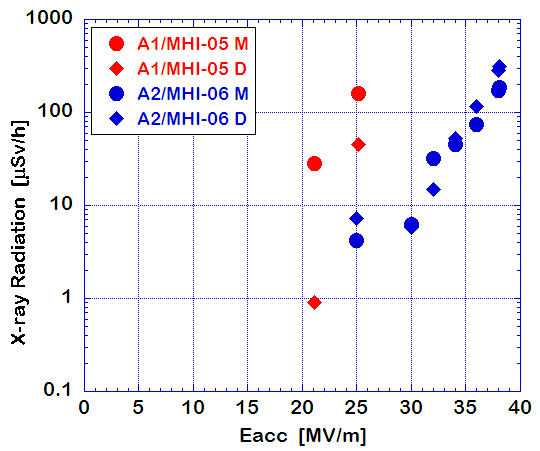 1000
100
10
1
0.1
X-ray Radiation [μSv/h]
A1/MHI-05 M
A1/MHI-05 D
A2/MHI-06 M
A2/MHI-06 D
0 5 10 15 20 25 30 35 40
Eacc [MV/m]